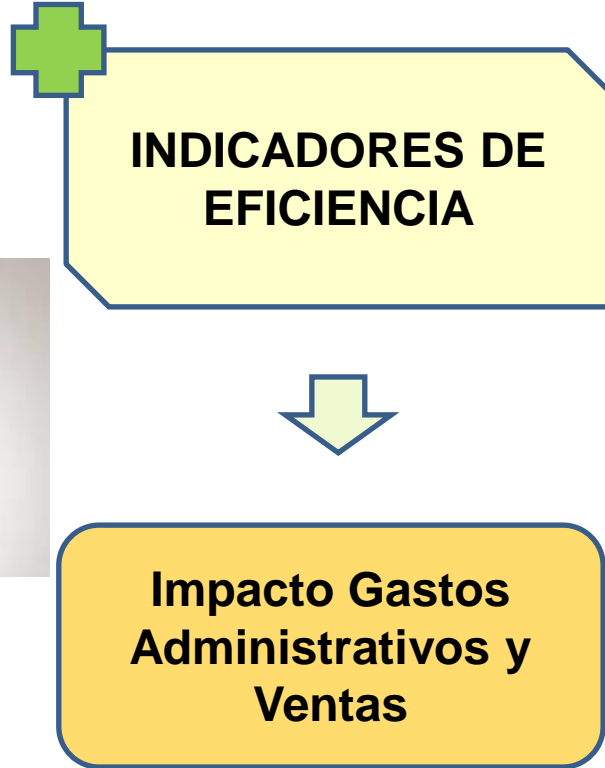 INDICADORES DE
EFICIENCIA
Impacto Gastos
Administrativos y
Ventas